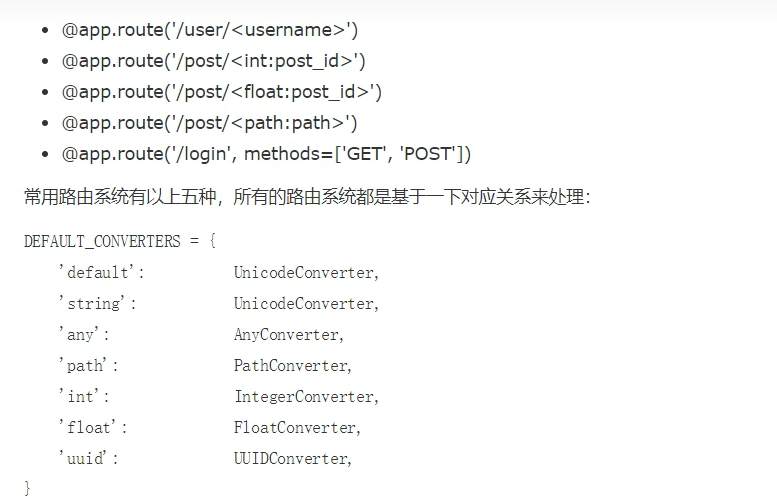 • @app.route('/user/<username>')
• @app.route('/post/<int:post_id>')
• @app.route('/post/<float:post_id>')
• @app.route('/post/<path:path>')
• @app.route('/login', methods=['GET', 'POST'])
常用路由系统有以上五种，所有的路由系统都是基于一下对应关系来处理：
DEFAULT_CONVERTERS = {
    'default':          UnicodeConverter,
    'string':           UnicodeConverter,
    'any':              AnyConverter,
    'path':             PathConverter,
    'int':              IntegerConverter,
    'float':            FloatConverter,
    'uuid':             UUIDConverter,
}